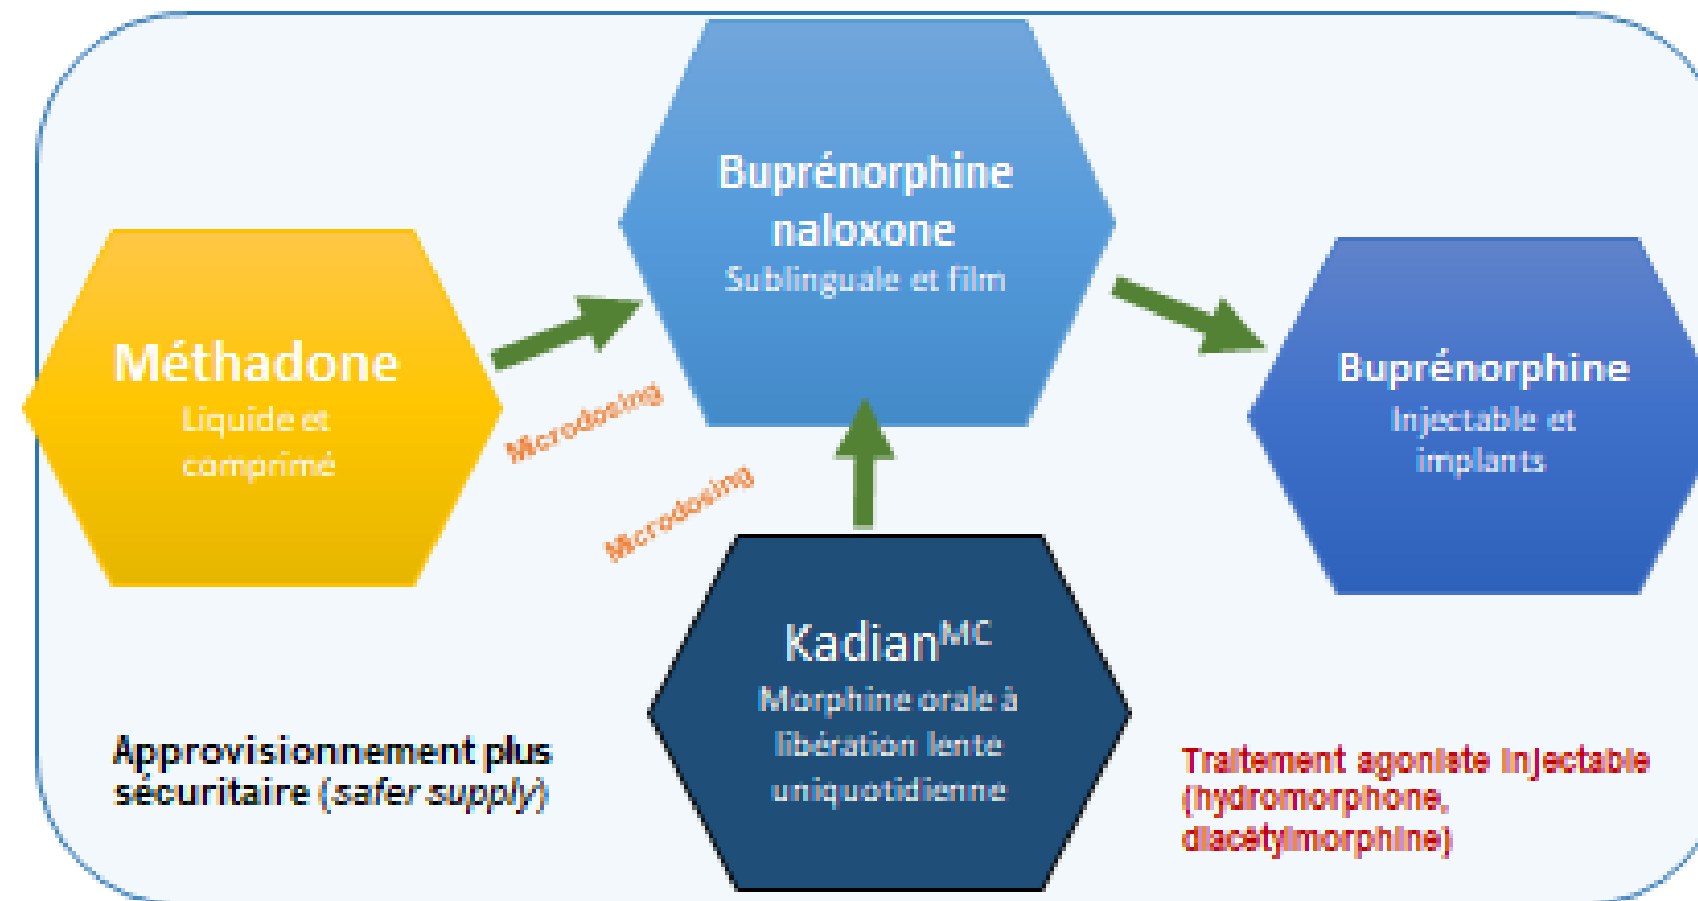 Buprénorphine
naloxone
Sublinguale et film
Méthadone
Liquide et
comprimé
Buprénorphine
Injectable et
implants
Microdosing
Microdosing
Kadian^MC
Morphine orale à
libération lente
uniquotidienne
Approvisionnement plus
sécuritaire (safer supply)
Traitement agoniste injectable
(hydromorphone,
diacétylmorphine)